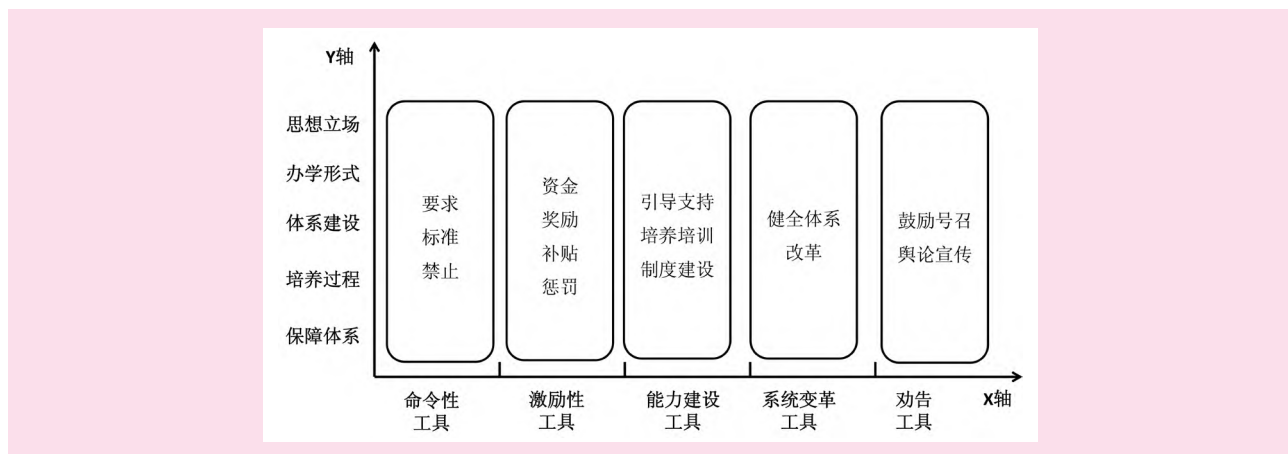 Y轴
思想立场
办学形式
体系建设
培养过程
保障体系
要求
标准
禁止
资金
奖励
补贴
惩罚
引导支持
培养培训
制度建设
健全体系
改革
鼓励号召
舆论宣传
命令性
工具
激励性
工具
能力建设
工具
系统变革
工具
劝告
工具
X轴